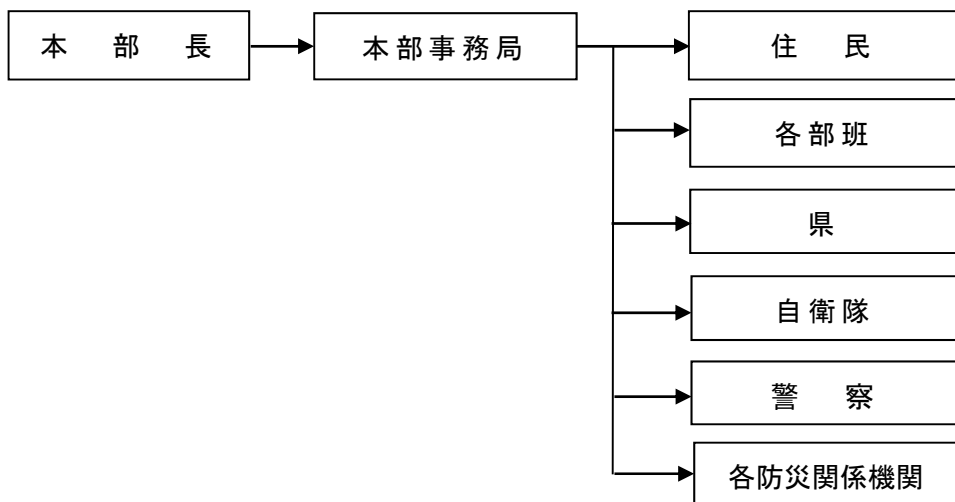 本部長
本部事務局
住民
各部班
県
自衛隊
警察
各防災関係機関